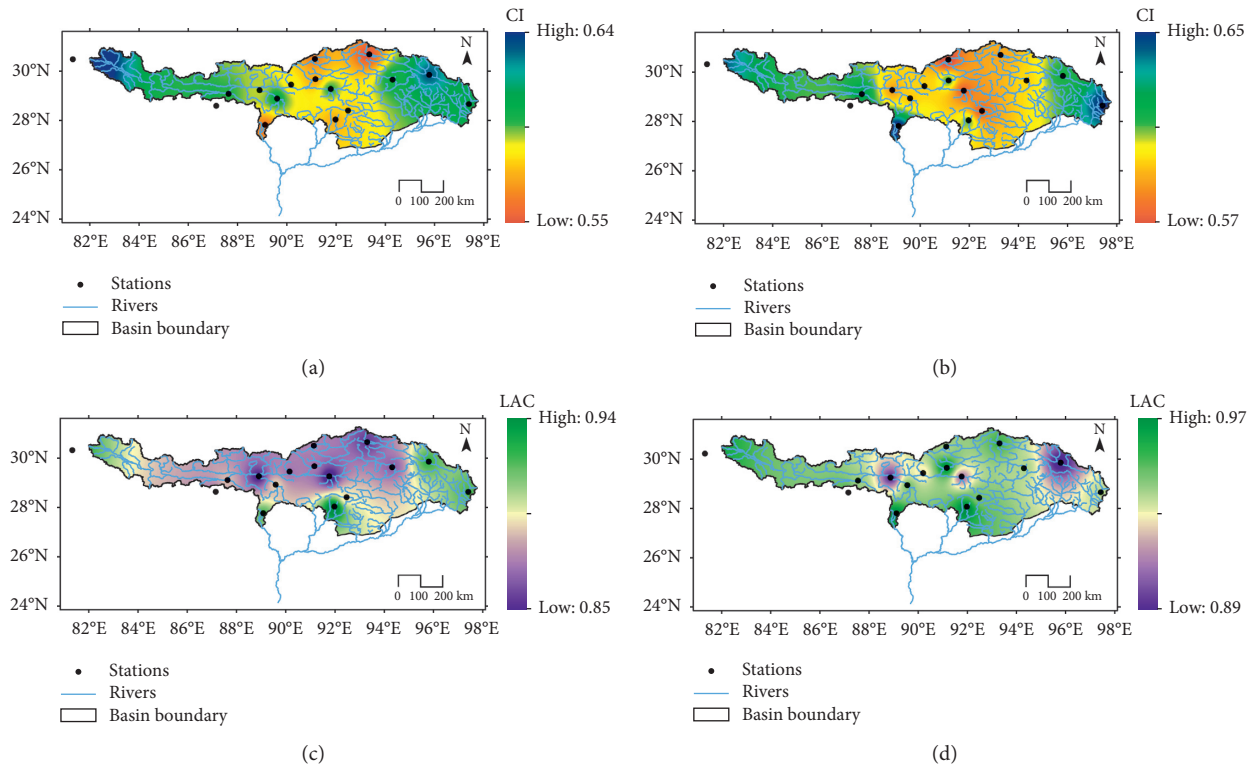 CI
High: 0.64
N
30°N
28°N
26°N
24°N
0 100 200 km
Low: 0.55
82°E 84°E 86°E 88°E 90°E 92°E 94°E 96°E 98°E
Stations
Rivers
Basin boundary
(a)
CI
High: 0.65
N
30°N
28°N
26°N
24°N
0 100 200 km
Low: 0.57
82°E 84°E 86°E 88°E 90°E 92°E 94°E 96°E 98°E
Stations
Rivers
Basin boundary
(b)
LAC
High: 0.94
N
30°N
28°N
26°N
24°N
0 100 200 km
Low: 0.85
82°E 84°E 86°E 88°E 90°E 92°E 94°E 96°E 98°E
Stations
Rivers
Basin boundary
(c)
LAC
High: 0.97
N
30°N
28°N
26°N
24°N
0 100 200 km
Low: 0.89
82°E 84°E 86°E 88°E 90°E 92°E 94°E 96°E 98°E
Stations
Rivers
Basin boundary
(d)